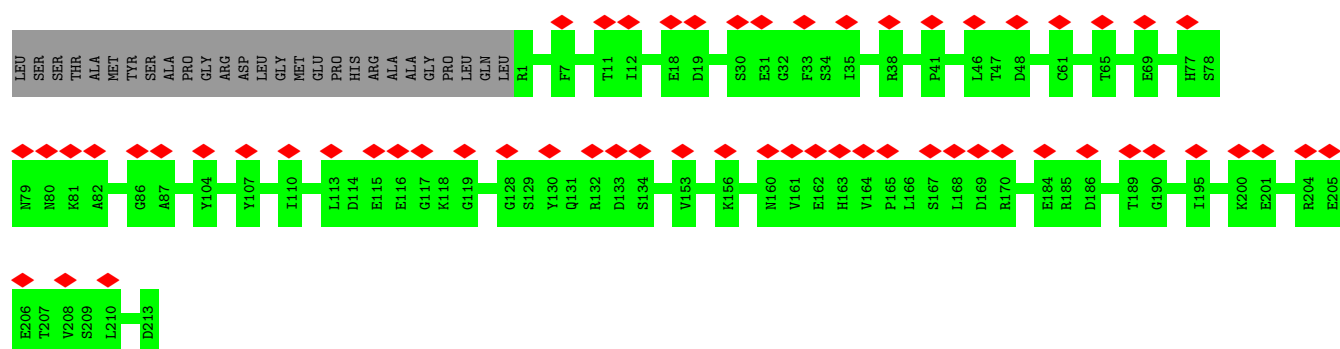 LEU SER SER THR ALA MET TYR SER ALA PRO GLY ARG ASP LEU GLY MET GLU PRO HIS ARG ALA ALA GLY PRO LEU GLN LEU R1 F7 T11 I12 E18 D19 S30 E31 G32 F33 S34 I35 R38 P41 L46 T47 D48 C61 T65 E69 H77 S78
N79 N80 K81 A82 G86 A87 Y104 Y107 I110 L113 D114 E115 E116 G117 K118 G119 G128 S129 Y130 Q131 R132 D133 S134 V153 K156 N160 V161 E162 H163 V164 P165 L166 S167 L168 D169 R170 E184 R185 D186 T189 G190 I195 K200 E201 R204 E205
E206 T207 V208 S209 L210 D213